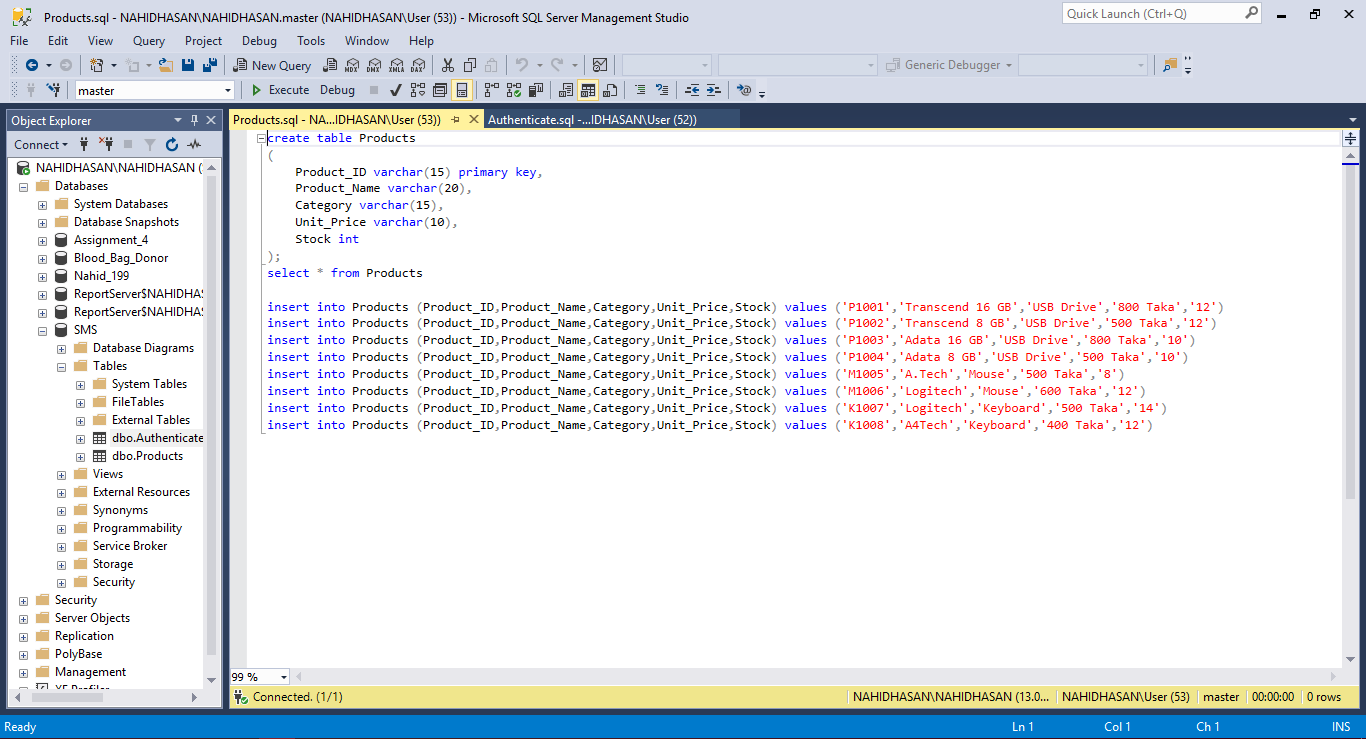 Products.sql - NAHIDHASAN\NAHIDHASAN.master (NAHIDHASAN\User (53)) - Microsoft SQL Server Management Studio
Quick Launch (Ctrl+Q)
File Edit View Query Project Debug Tools Window Help
New Query MDX DMX XMLA DAX Generic Debugger
master Execute Debug
Object Explorer
Products.sql - NA...IDHASAN\User (53)) Authenticate.sql -...IDHASAN\User (52))
Connect
NAHIDHASAN\NAHIDHASAN (
Databases
System Databases
Database Snapshots
Assignment_4
Blood_Bag_Donor
Nahid_199
ReportServer$NAHIDHAS
ReportServer$NAHIDHAS
SMS
Database Diagrams
Tables
System Tables
FileTables
External Tables
dbo.Authenticate
dbo.Products
Views
External Resources
Synonyms
Programmability
Service Broker
Storage
Security
Security
Server Objects
Replication
PolyBase
Management
create table Products
(
Product_ID varchar(15) primary key,
Product_Name varchar(20),
Category varchar(15),
Unit_Price varchar(10),
Stock int
);
select * from Products
insert into Products (Product_ID,Product_Name,Category,Unit_Price,Stock) values ('P1001','Transcend 16 GB','USB Drive','800 Taka','12')
insert into Products (Product_ID,Product_Name,Category,Unit_Price,Stock) values ('P1002','Transcend 8 GB','USB Drive','500 Taka','12')
insert into Products (Product_ID,Product_Name,Category,Unit_Price,Stock) values ('P1003','Adata 16 GB','USB Drive','800 Taka','10')
insert into Products (Product_ID,Product_Name,Category,Unit_Price,Stock) values ('P1004','Adata 8 GB','USB Drive','500 Taka','10')
insert into Products (Product_ID,Product_Name,Category,Unit_Price,Stock) values ('M1005','A.Tech','Mouse','500 Taka','8')
insert into Products (Product_ID,Product_Name,Category,Unit_Price,Stock) values ('M1006','Logitech','Mouse','600 Taka','12')
insert into Products (Product_ID,Product_Name,Category,Unit_Price,Stock) values ('K1007','Logitech','Keyboard','500 Taka','14')
insert into Products (Product_ID,Product_Name,Category,Unit_Price,Stock) values ('K1008','A4Tech','Keyboard','400 Taka','12')
99 %
Connected. (1/1) NAHIDHASAN\NAHIDHASAN (13.0... NAHIDHASAN\User (53) master 00:00:00 0 rows
Ready Ln 1 Col 1 Ch 1 INS